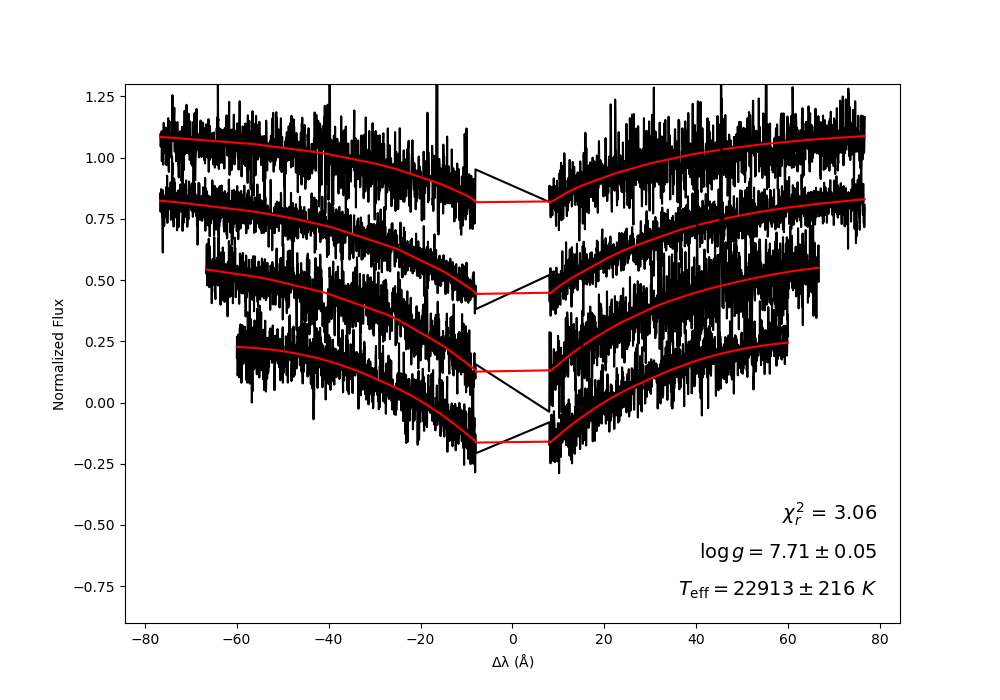 1.25
1.00
0.75
0.50
0.25
0.00
−0.25
−0.50
−0.75
Normalized Flux
χ²ᵣ = 3.06
log g = 7.71 ± 0.05
T_eff = 22913 ± 216 K
−80 −60 −40 −20 0 20 40 60 80
Δλ (Å)